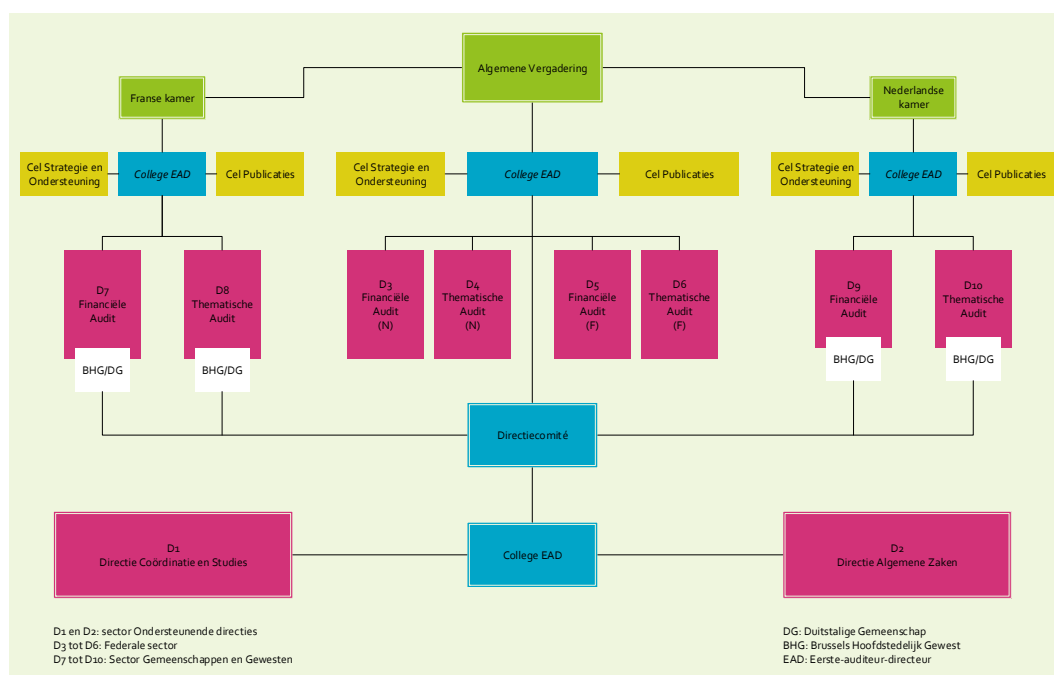 Algemene Vergadering
Franse kamer
Nederlandse
kamer
Cel Strategie en
Ondersteuning
College EAD
Cel Publicaties
Cel Strategie en
Ondersteuning
College EAD
Cel Publicaties
Cel Strategie en
Ondersteuning
College EAD
Cel Publicaties
D7
Financiële
Audit
BHG/DG
D8
Thematische
Audit
BHG/DG
D3
Financiële
Audit
(N)
D4
Thematische
Audit
(N)
D5
Financiële
Audit
(F)
D6
Thematische
Audit
(F)
D9
Financiële
Audit
BHG/DG
D10
Thematische
Audit
BHG/DG
Directiecomité
D1
Directie Coördinatie en Studies
College EAD
D2
Directie Algemene Zaken
D1 en D2: sector Ondersteunende directies
D3 tot D6: Federale sector
D7 tot D10: Sector Gemeenschappen en Gewesten
DG: Duitstalige Gemeenschap
BHG: Brussels Hoofdstedelijk Gewest
EAD: Eerste-auditeur-directeur